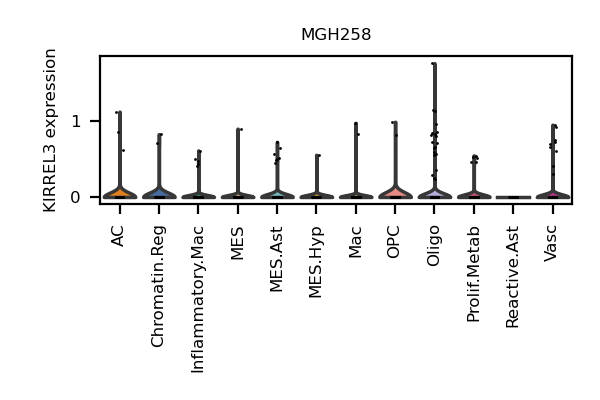 MGH258
KIRREL3 expression
1
0
AC
Chromatin.Reg
Inflammatory.Mac
MES
MES.Ast
MES.Hyp
Mac
OPC
Oligo
Prolif.Metab
Reactive.Ast
Vasc